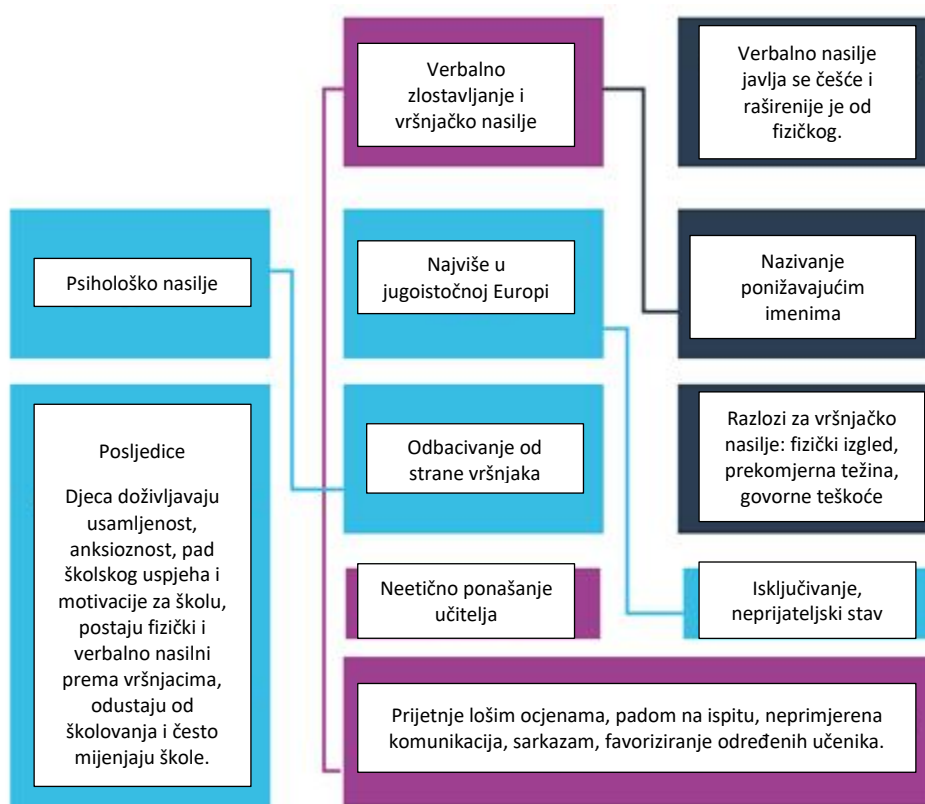 Verbalno
zlostavljanje i
vršnjačko nasilje
Verbalno nasilje
javlja se češće i
raširenije je od
fizičkog.
Psihološko nasilje
Najviše u
jugoistočnoj Europi
Nazivanje
ponižavajućim
imenima
Posljedice
Djeca doživljavaju
usamljenost,
anksioznost, pad
školskog uspjeha i
motivacije za školu,
postaju fizički i
verbalno nasilni
prema vršnjacima,
odustaju od
školovanja i često
mijenjaju škole.
Odbacivanje od
strane vršnjaka
Razlozi za vršnjačko
nasilje: fizički izgled,
prekomjerna težina,
govorne teškoće
Neetično ponašanje
učitelja
Isključivanje,
neprijateljski stav
Prijetnje lošim ocjenama, padom na ispitu, neprimjerena
komunikacija, sarkazam, favoriziranje određenih učenika.